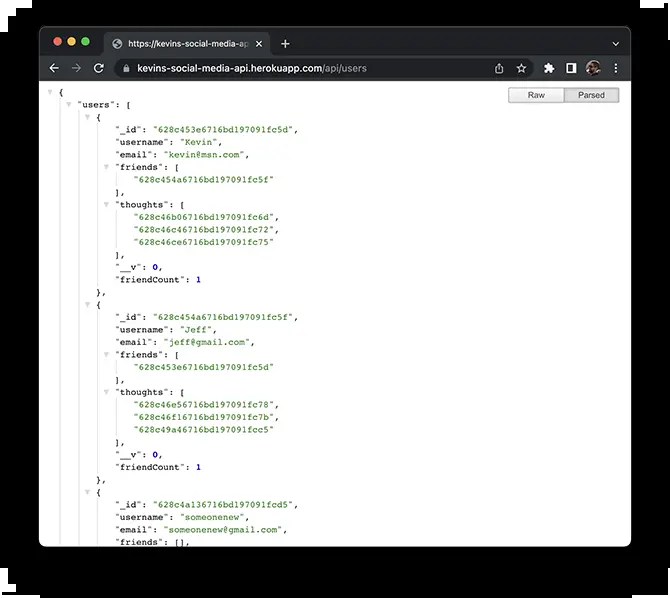 https://kevins-social-media-ap
kevins-social-media-api.herokuapp.com/api/users
Raw Parsed
{
"users": [
{
"_id": "628c453e6716bd197091fc5d",
"username": "Kevin",
"email": "kevin@msn.com",
"friends": [
"628c454a6716bd197091fc5f"
],
"thoughts": [
"628c46b06716bd197091fc6d",
"628c46c46716bd197091fc72",
"628c46ce6716bd197091fc75"
],
"__v": 0,
"friendCount": 1
},
{
"_id": "628c454a6716bd197091fc5f",
"username": "Jeff",
"email": "jeff@gmail.com",
"friends": [
"628c453e6716bd197091fc5d"
],
"thoughts": [
"628c46e56716bd197091fc78",
"628c46f16716bd197091fc7b",
"628c49a46716bd197091fcc5"
],
"__v": 0,
"friendCount": 1
},
{
"_id": "628c4a136716bd197091fcd5",
"username": "someonenew",
"email": "someonenew@gmail.com",
"friends": [],